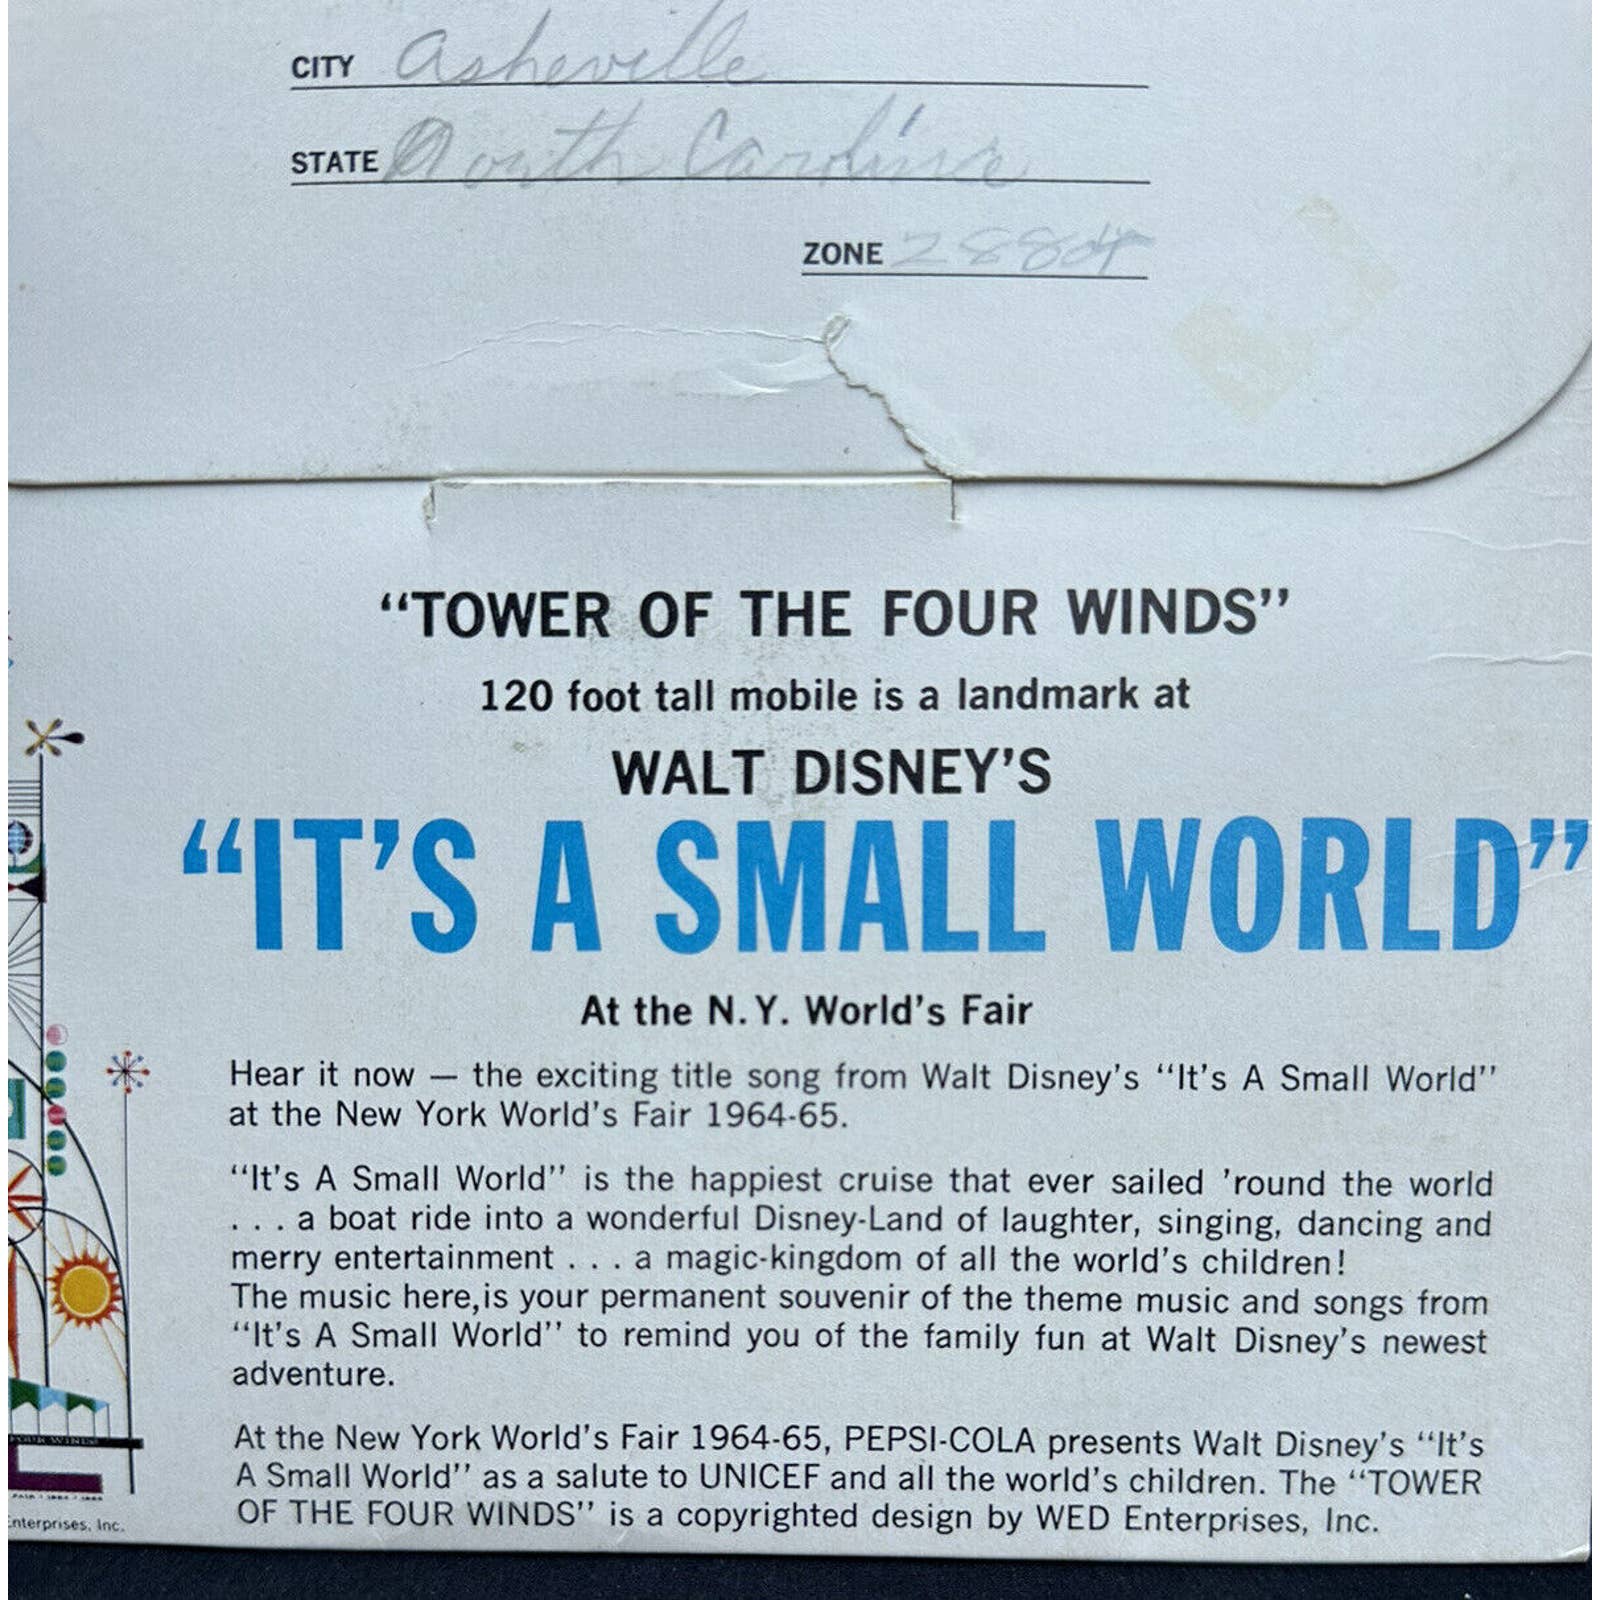 CITY Asheville
STATE North Carolina
ZONE 28804
“TOWER OF THE FOUR WINDS”
120 foot tall mobile is a landmark at
WALT DISNEY’S
“IT’S A SMALL WORLD”
At the N.Y. World’s Fair
Hear it now — the exciting title song from Walt Disney’s “It’s A Small World”
at the New York World’s Fair 1964-65.
“It’s A Small World” is the happiest cruise that ever sailed ’round the world
. . . a boat ride into a wonderful Disney-Land of laughter, singing, dancing and
merry entertainment . . . a magic-kingdom of all the world’s children!
The music here,is your permanent souvenir of the theme music and songs from
“It’s A Small World” to remind you of the family fun at Walt Disney’s newest
adventure.
At the New York World’s Fair 1964-65, PEPSI-COLA presents Walt Disney’s “It’s
A Small World” as a salute to UNICEF and all the world’s children. The “TOWER
OF THE FOUR WINDS” is a copyrighted design by WED Enterprises, Inc.
FOUR WINDS
nterprises, Inc.